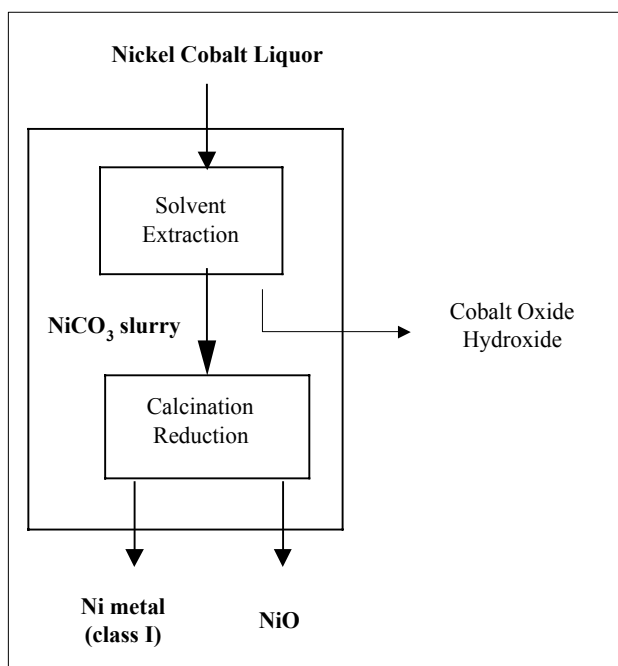 Nickel Cobalt Liquor
Solvent
Extraction
NiCO₃ slurry
Cobalt Oxide
Hydroxide
Calcination
Reduction
Ni metal
(class I)
NiO